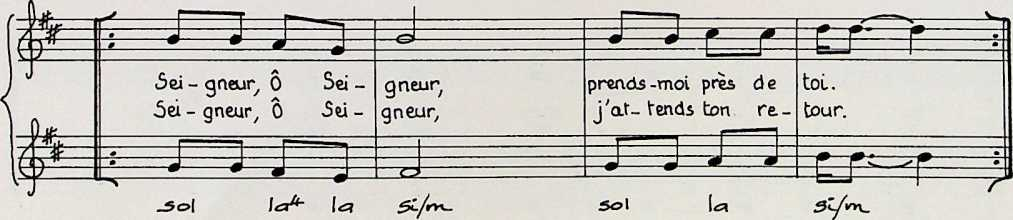 Sei-gneur, Ô Sei-gneur, prends-moi près de toi.
Sei-gneur, Ô Sei-gneur, j'at-tends ton re-tour.
sol la4 la si/m sol la si/m